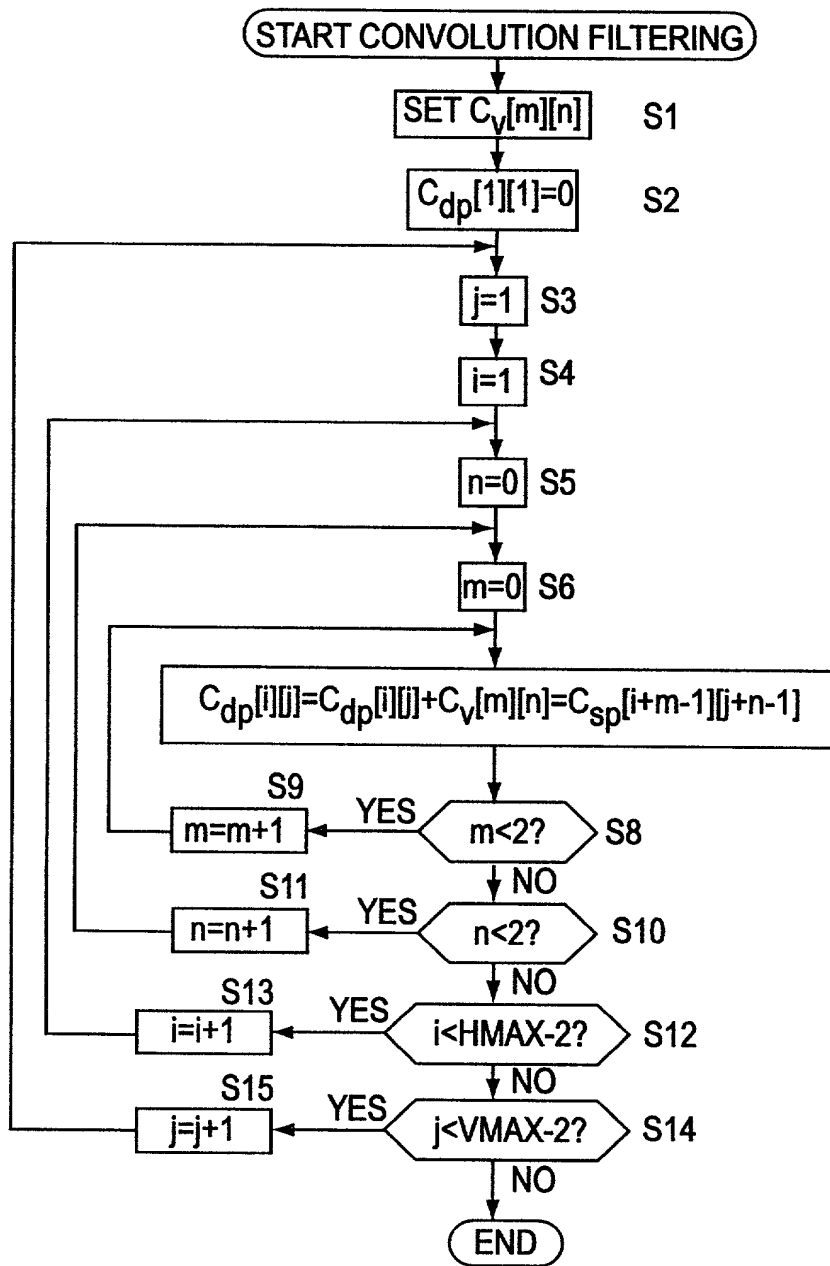 START CONVOLUTION FILTERING
SET Cv[m][n] S1
Cdp[1][1]=0 S2
j=1 S3
i=1 S4
n=0 S5
m=0 S6
Cdp[i][j]=Cdp[i][j]+Cv[m][n]=Csp[i+m-1][j+n-1]
S9
m=m+1 YES m<2? S8
NO
S11
n=n+1 YES n<2? S10
NO
S13
i=i+1 YES i<HMAX-2? S12
NO
S15
j=j+1 YES j<VMAX-2? S14
NO
END